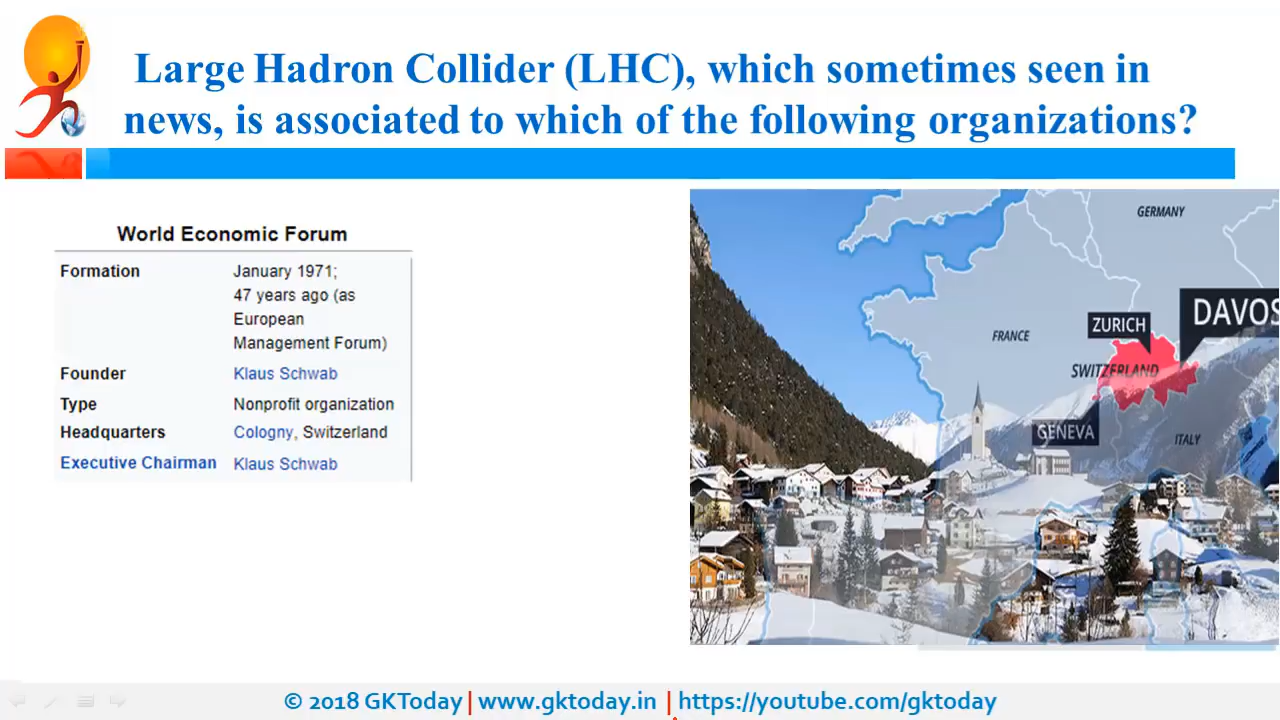 Large Hadron Collider (LHC), which sometimes seen in
news, is associated to which of the following organizations?
World Economic Forum
Formation January 1971;
47 years ago (as
European
Management Forum)
Founder Klaus Schwab
Type Nonprofit organization
Headquarters Cologny, Switzerland
Executive Chairman Klaus Schwab
GERMANY
DAVOS
ZURICH
FRANCE
SWITZERLAND
GENEVA
ITALY
© 2018 GKToday | www.gktoday.in | https://youtube.com/gktoday